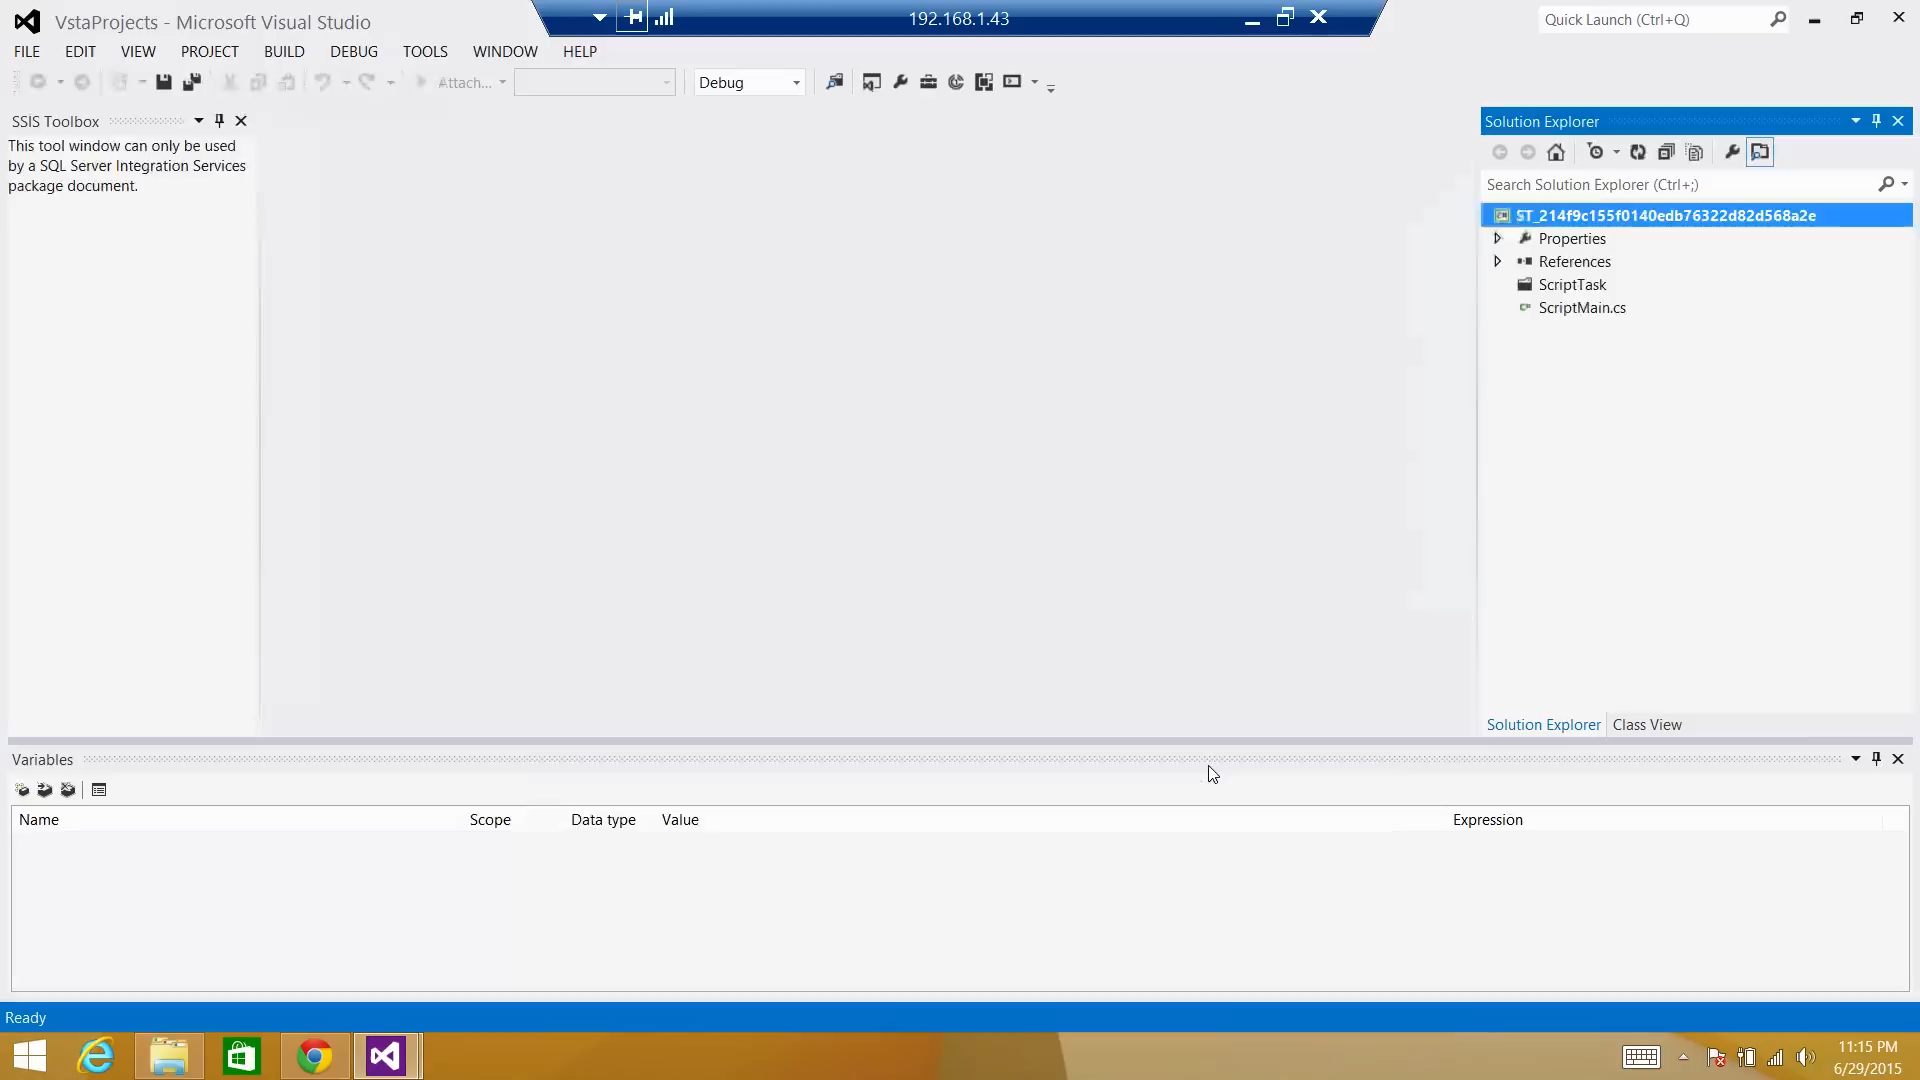 VstaProjects - Microsoft Visual Studio
192.168.1.43
Quick Launch (Ctrl+Q)
FILE EDIT VIEW PROJECT BUILD DEBUG TOOLS WINDOW HELP
Attach...
Debug
SSIS Toolbox
This tool window can only be used
by a SQL Server Integration Services
package document.
Solution Explorer
Search Solution Explorer (Ctrl+;)
ST_214f9c155f0140edb76322d82d568a2e
Properties
References
ScriptTask
ScriptMain.cs
Solution Explorer Class View
Variables
Name Scope Data type Value Expression
Ready
11:15 PM
6/29/2015